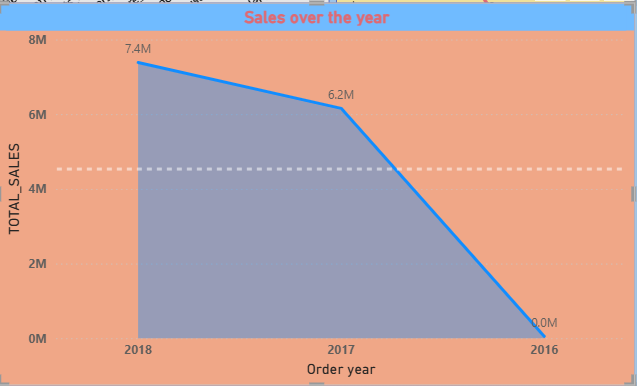 Sales over the year
8M
7.4M
6.2M
6M
TOTAL_SALES
4M
2M
0.0M
0M
2018 2017 2016
Order year